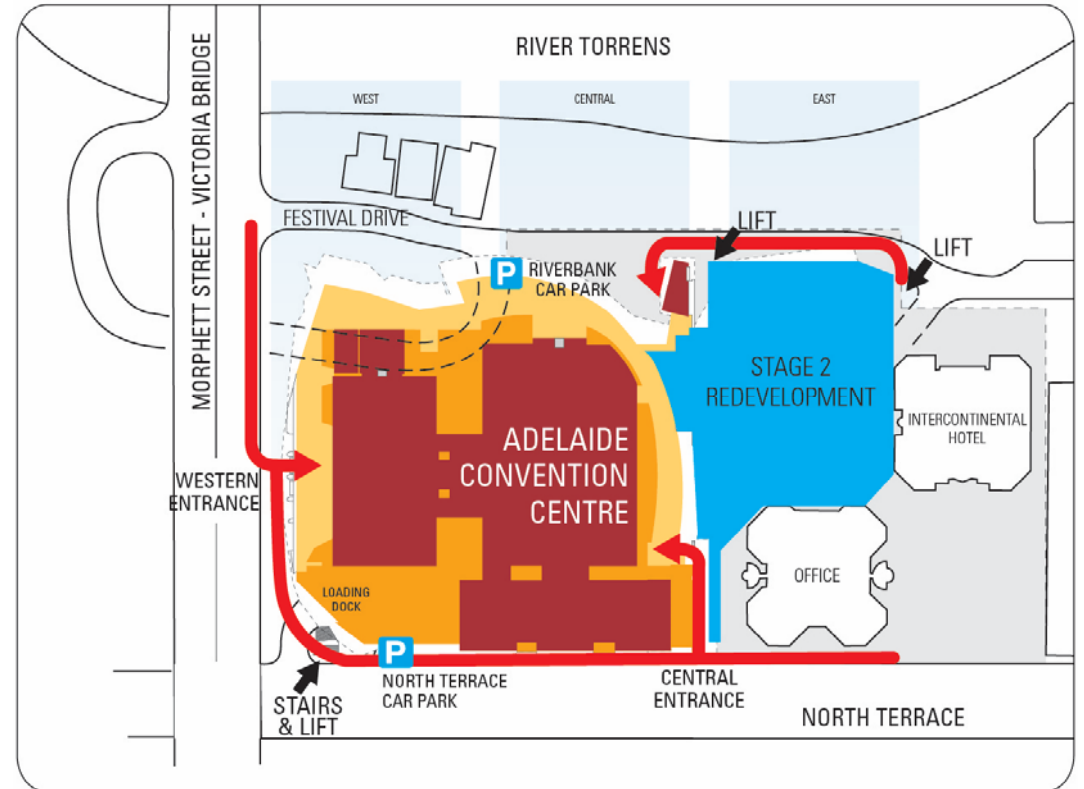 RIVER TORRENS
WEST
CENTRAL
EAST
MORPHETT STREET - VICTORIA BRIDGE
FESTIVAL DRIVE
LIFT
LIFT
P
RIVERBANK
CAR PARK
STAGE 2
REDEVELOPMENT
INTERCONTINENTAL
HOTEL
ADELAIDE
CONVENTION
CENTRE
WESTERN
ENTRANCE
OFFICE
LOADING
DOCK
P
NORTH TERRACE
CAR PARK
CENTRAL
ENTRANCE
STAIRS
& LIFT
NORTH TERRACE